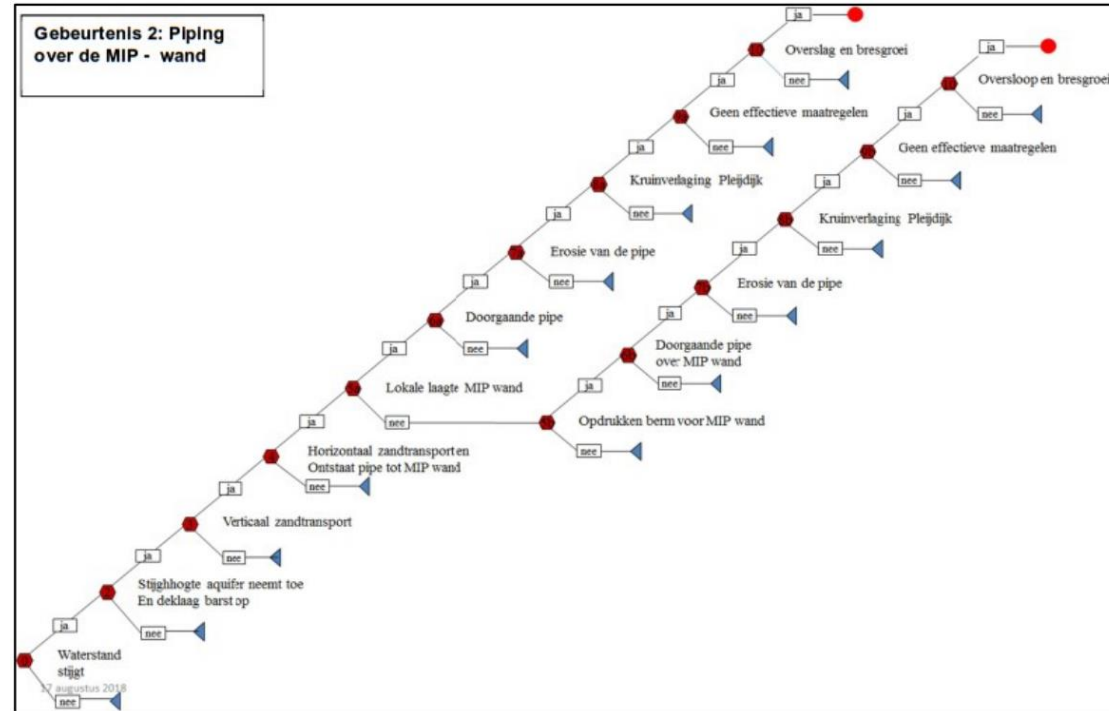 Gebeurtenis 2: Piping
over de MIP - wand
ja
Overslag en bresgroei
ja
nee
ja
Oversloop en bresgroei
nee
Geen effectieve maatregelen
ja
nee
ja
Geen effectieve maatregelen
nee
Kruinverlaging Pleijdijk
ja
nee
ja
Kruinverlaging Pleijdijk
nee
Erosie van de pipe
ja
nee
ja
Erosie van de pipe
nee
Doorgaande pipe
ja
nee
ja
Doorgaande pipe
over MIP wand
nee
Lokale laagte MIP wand
ja
nee
ja
Opdrukken berm voor MIP wand
nee
Horizontaal zandtransport en
Ontstaat pipe tot MIP wand
ja
nee
Verticaal zandtransport
ja
nee
Stijghhogte aquifer neemt toe
En deklaag barst op
ja
nee
Waterstand
stijgt
17 augustus 2018
nee